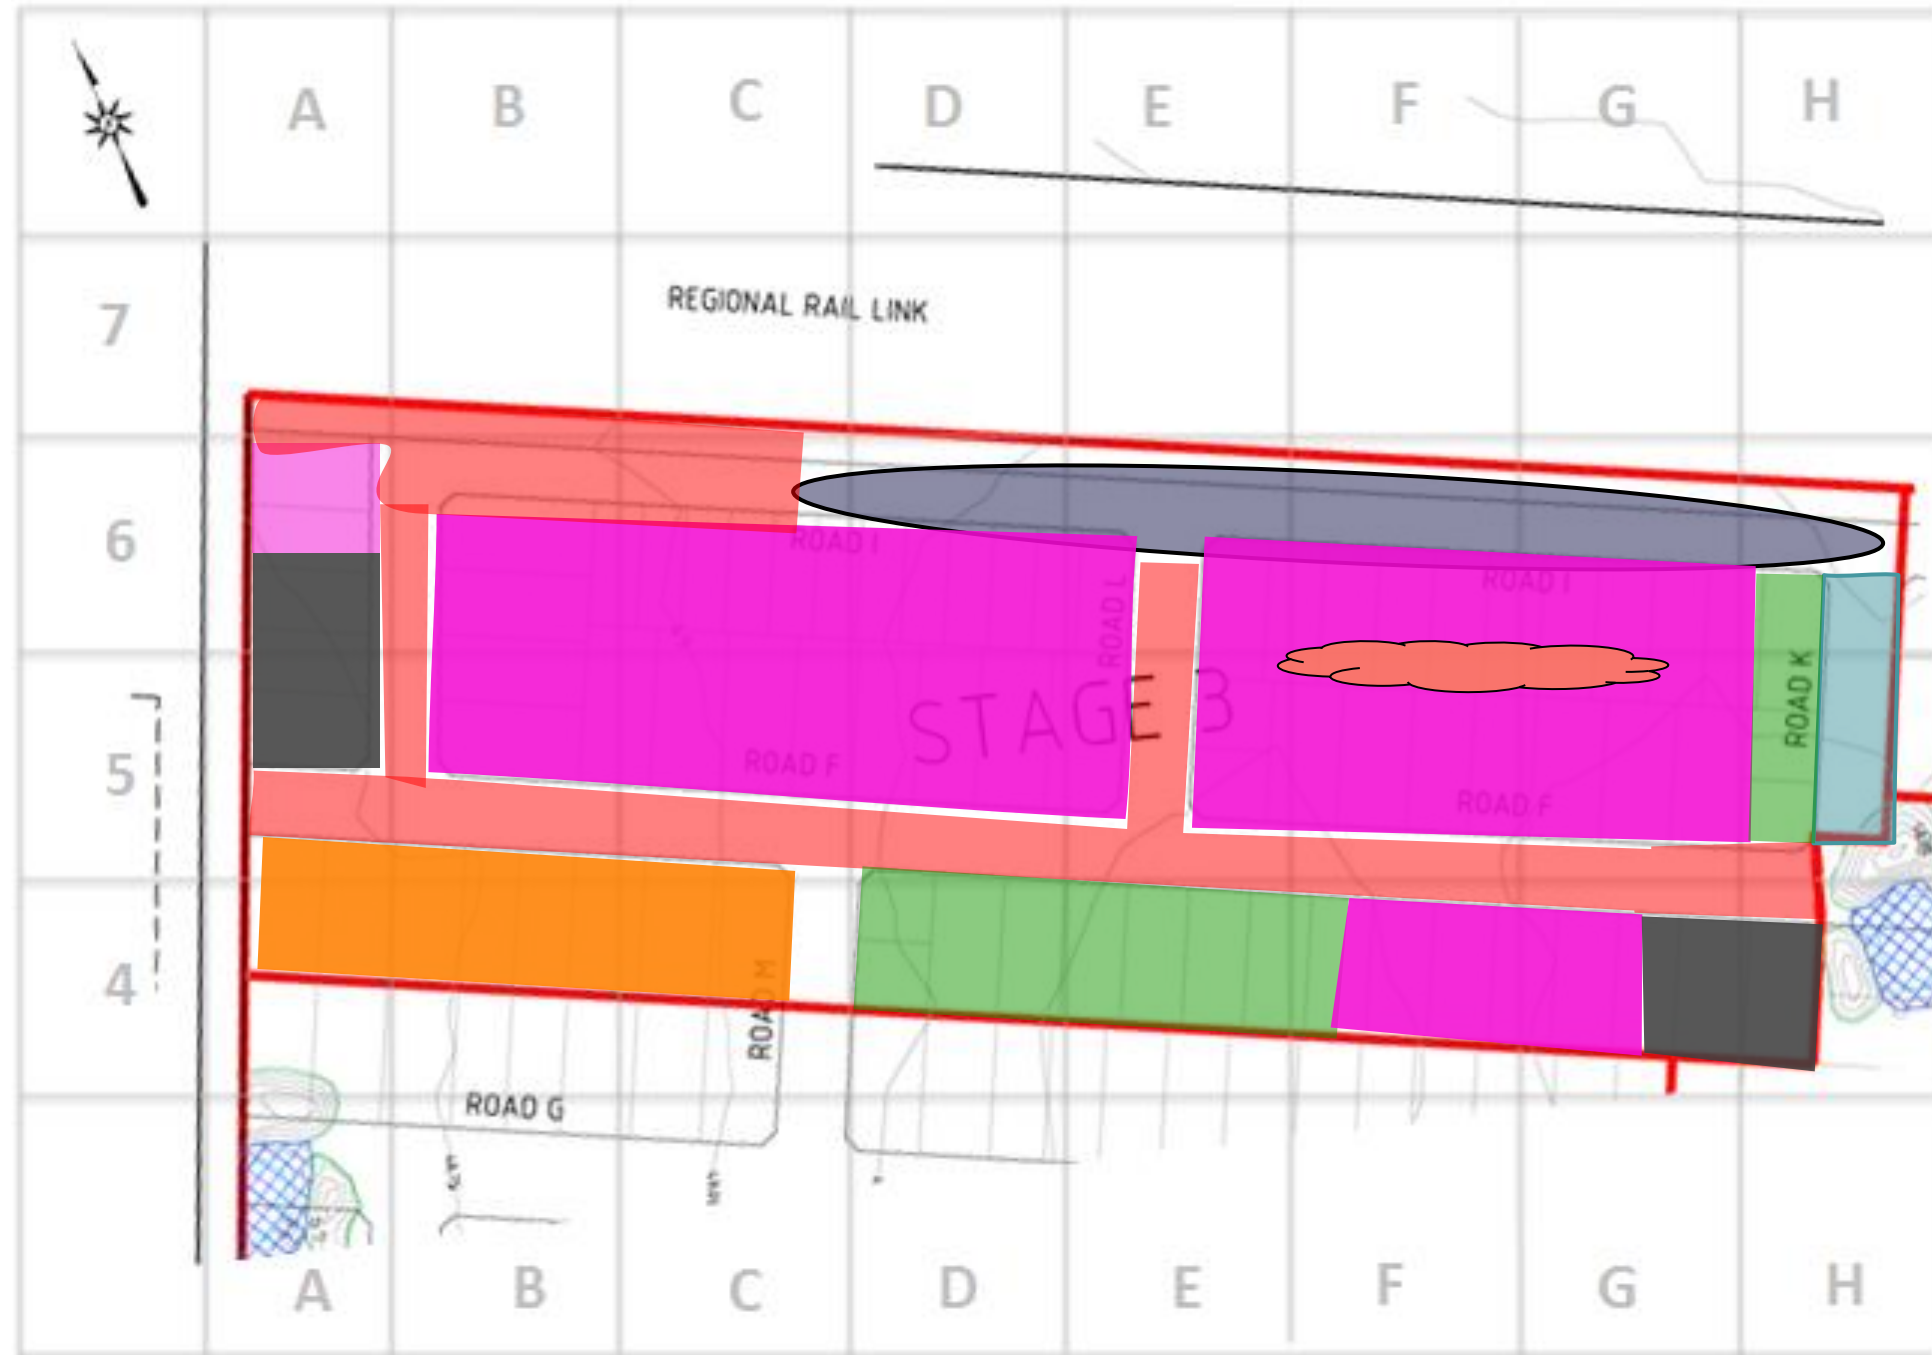 A B C D E F G H
7
REGIONAL RAIL LINK
6
ROAD I
ROAD I
ROAD L
ROAD K
STAGE 3
5
ROAD F
ROAD F
4
ROAD M
ROAD G
A B C D E F G H